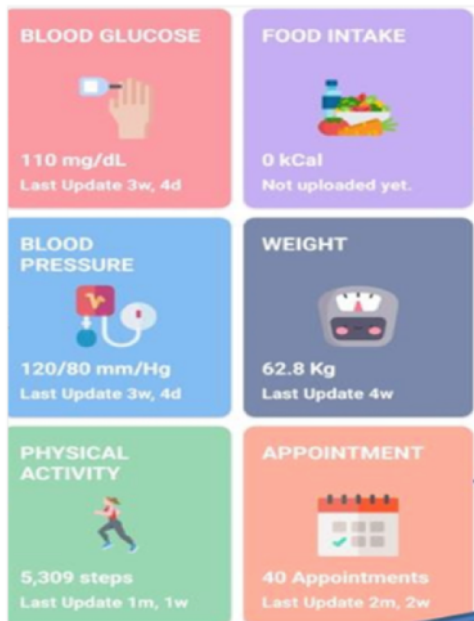 BLOOD GLUCOSE
110 mg/dL
Last Update 3w, 4d
FOOD INTAKE
0 kCal
Not uploaded yet.
BLOOD
PRESSURE
120/80 mm/Hg
Last Update 3w, 4d
WEIGHT
62.8 Kg
Last Update 4w
PHYSICAL
ACTIVITY
5,309 steps
Last Update 1m, 1w
APPOINTMENT
40 Appointments
Last Update 2m, 2w